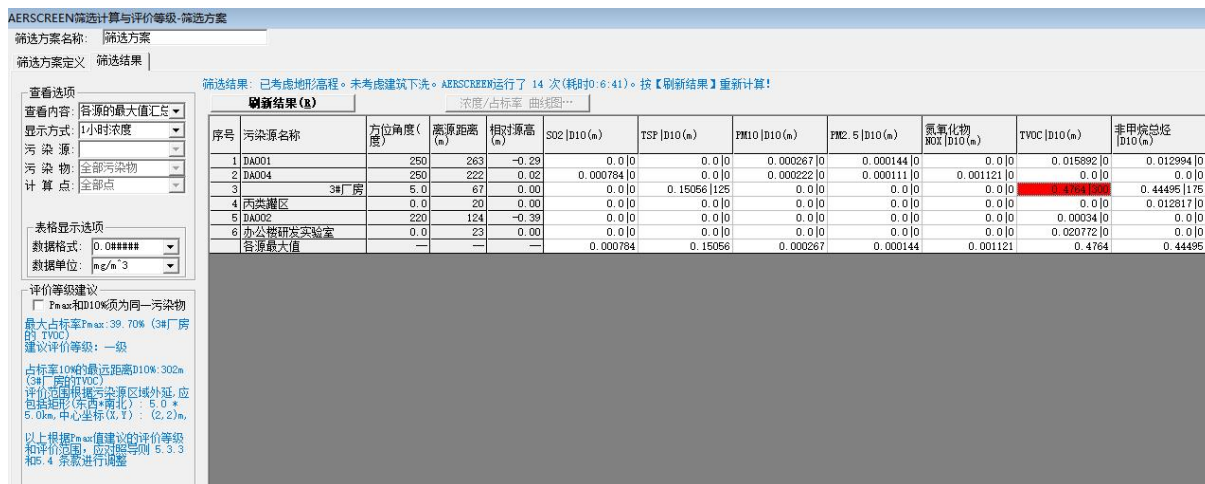 AERSCREEN筛选计算与评价等级-筛选方案
筛选方案名称: 筛选方案
筛选方案定义 筛选结果
筛选结果: 已考虑地形高程。未考虑建筑下洗。AERSCREEN运行了 14 次(耗时0:6:41)。按【刷新结果】重新计算!
查看选项
查看内容: 各源的最大值汇总
显示方式: 1小时浓度
污 染 源:
污 染 物: 全部污染物
计 算 点: 全部点
表格显示选项
数据格式: 0.0#####
数据单位: mg/m^3
评价等级建议
Pmax和D10%须为同一污染物
最大占标率Pmax:39.70% (3#厂房
的 TVOC)
建议评价等级: 一级
占标率10%的最远距离D10%:302m
(3#厂房的TVOC)
评价范围根据污染源区域外延,应
包括矩形(东西*南北): 5.0 *
5.0km,中心坐标(X,Y): (2,2)m,
以上根据Pmax值建议的评价等级
和评价范围,应对照导则 5.3.3
和5.4 条款进行调整
刷新结果(R) 浓度/占标率 曲线图…
序号 污染源名称 方位角度(度) 离源距离(m) 相对源高(m) SO2|D10(m) TSP|D10(m) PM10|D10(m) PM2.5|D10(m) 氮氧化物NOX|D10(m) TVOC|D10(m) 非甲烷总烃|D10(m)
1 DA001 250 263 -0.29 0.0|0 0.0|0 0.000267|0 0.000144|0 0.0|0 0.015892|0 0.012994|0
2 DA004 250 222 0.02 0.000784|0 0.0|0 0.000222|0 0.000111|0 0.001121|0 0.0|0 0.0|0
3 3#厂房 5.0 67 0.00 0.0|0 0.15056|125 0.0|0 0.0|0 0.0|0 0.4764|300 0.44495|175
4 丙类罐区 0.0 20 0.00 0.0|0 0.0|0 0.0|0 0.0|0 0.0|0 0.0|0 0.012817|0
5 DA002 220 124 -0.39 0.0|0 0.0|0 0.0|0 0.0|0 0.0|0 0.00034|0 0.0|0
6 办公楼研发实验室 0.0 23 0.00 0.0|0 0.0|0 0.0|0 0.0|0 0.0|0 0.020772|0 0.0|0
各源最大值 — — — 0.000784 0.15056 0.000267 0.000144 0.001121 0.4764 0.44495